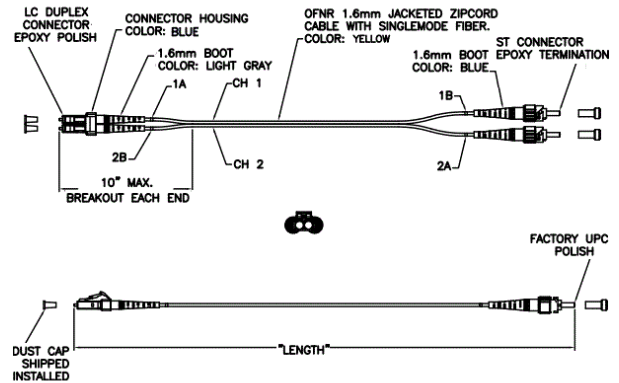 LC DUPLEX
CONNECTOR
EPOXY POLISH
CONNECTOR HOUSING
COLOR: BLUE
1.6mm BOOT
COLOR: LIGHT GRAY
OFNR 1.6mm JACKETED ZIPCORD
CABLE WITH SINGLEMODE FIBER.
COLOR: YELLOW
1.6mm BOOT
COLOR: BLUE
ST CONNECTOR
EPOXY TERMINATION
1A
CH 1
1B
2B
CH 2
2A
10" MAX.
BREAKOUT EACH END
FACTORY UPC
POLISH
"LENGTH"
DUST CAP
SHIPPED
INSTALLED